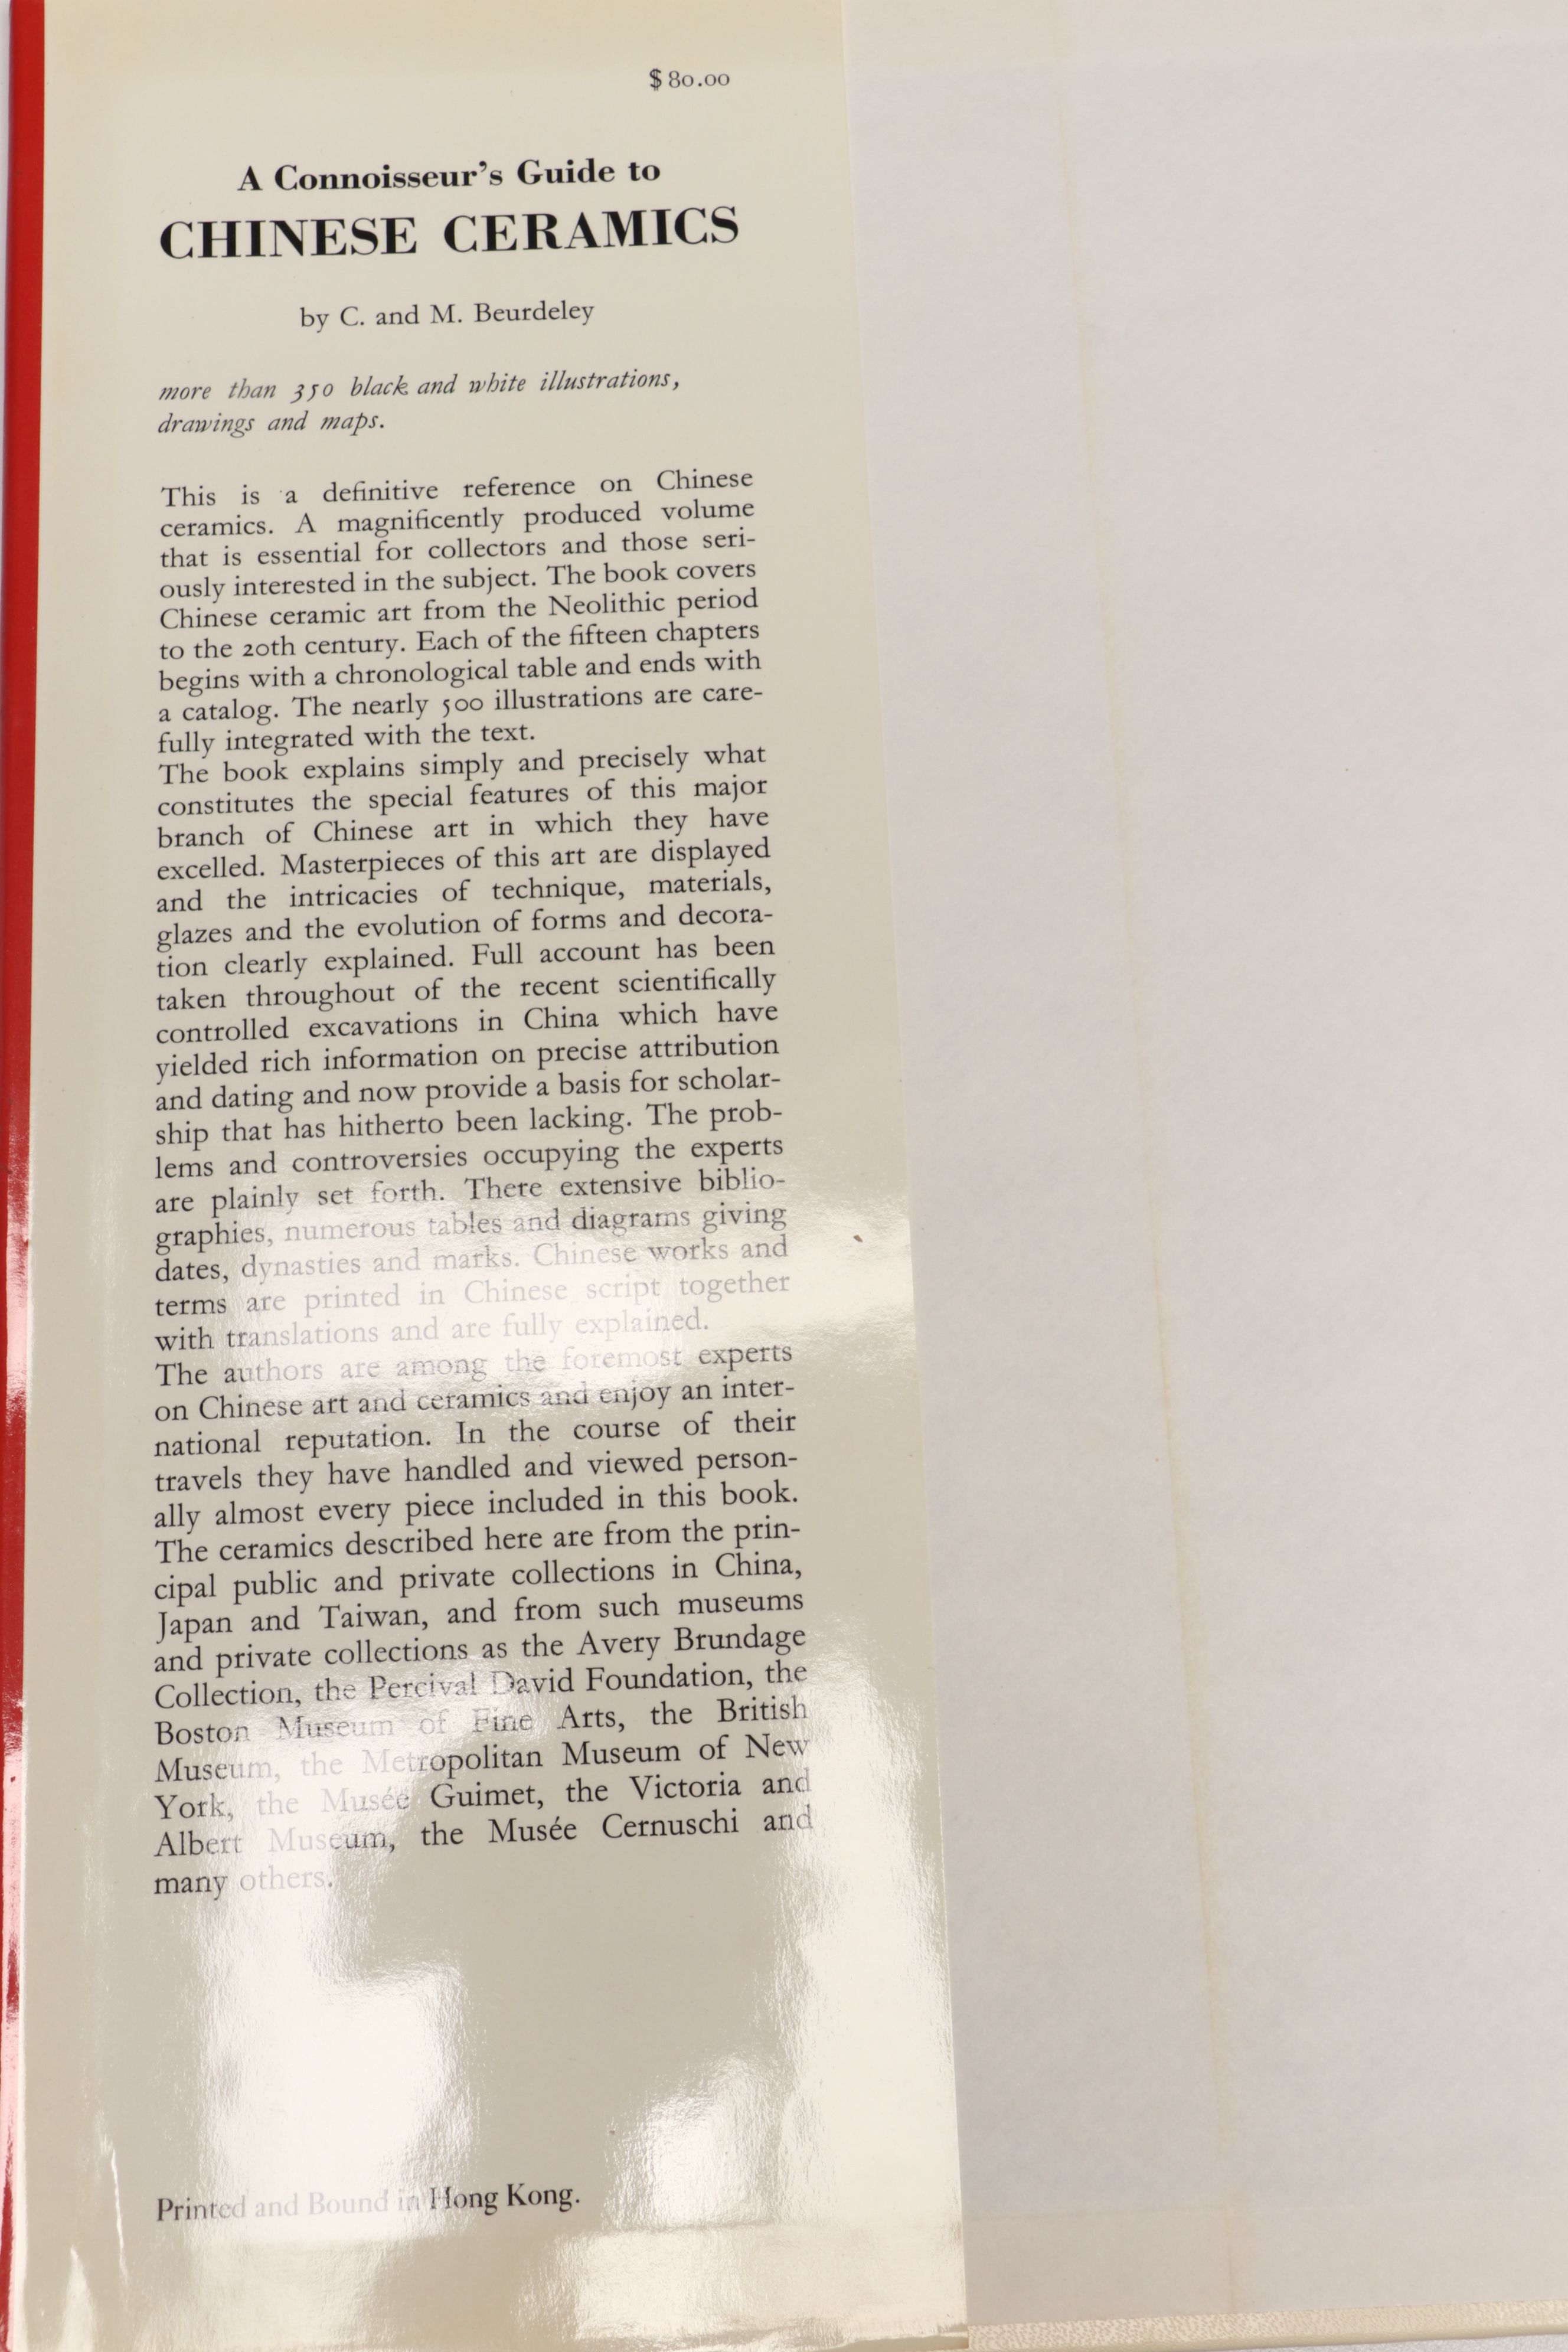 $80.00
A Connoisseur's Guide to
CHINESE CERAMICS
by C. and M. Beurdeley
more than 350 black and white illustrations,
drawings and maps.
This is a definitive reference on Chinese
ceramics. A magnificently produced volume
that is essential for collectors and those seri-
ously interested in the subject. The book covers
Chinese ceramic art from the Neolithic period
to the 20th century. Each of the fifteen chapters
begins with a chronological table and ends with
a catalog. The nearly 500 illustrations are care-
fully integrated with the text.
The book explains simply and precisely what
constitutes the special features of this major
branch of Chinese art in which they have
excelled. Masterpieces of this art are displayed
and the intricacies of technique, materials,
glazes and the evolution of forms and decora-
tion clearly explained. Full account has been
taken throughout of the recent scientifically
controlled excavations in China which have
yielded rich information on precise attribution
and dating and now provide a basis for scholar-
ship that has hitherto been lacking. The prob-
lems and controversies occupying the experts
are plainly set forth. There extensive biblio-
graphies, numerous tables and diagrams giving
dates, dynasties and marks. Chinese works and
terms are printed in Chinese script together
with translations and are fully explained.
The authors are among the foremost experts
on Chinese art and ceramics and enjoy an inter-
national reputation. In the course of their
travels they have handled and viewed person-
ally almost every piece included in this book.
The ceramics described here are from the prin-
cipal public and private collections in China,
Japan and Taiwan, and from such museums
and private collections as the Avery Brundage
Collection, the Percival David Foundation, the
Boston Museum of Fine Arts, the British
Museum, the Metropolitan Museum of New
York, the Musée Guimet, the Victoria and
Albert Museum, the Musée Cernuschi and
many others.
Printed and Bound in Hong Kong.